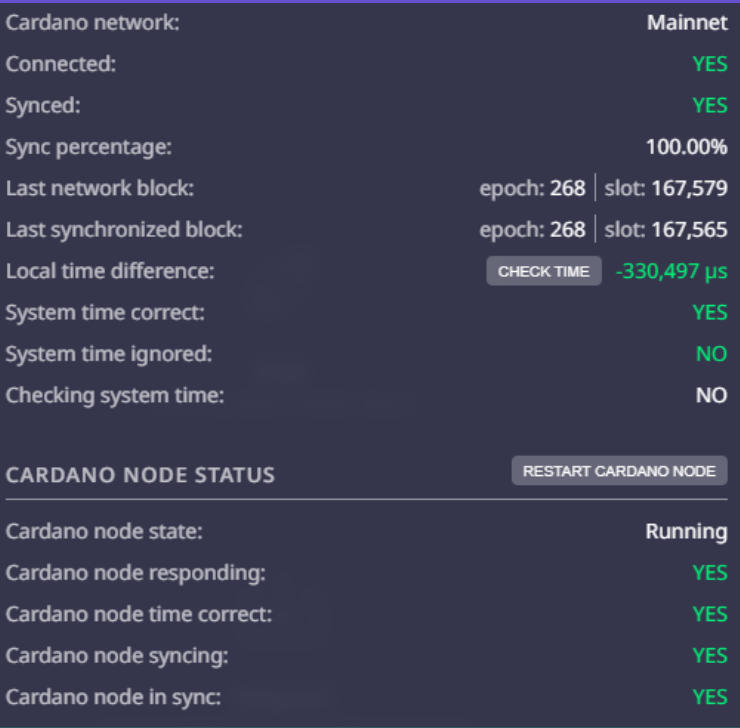 Cardano network: Mainnet
Connected: YES
Synced: YES
Sync percentage: 100.00%
Last network block: epoch: 268 | slot: 167,579
Last synchronized block: epoch: 268 | slot: 167,565
Local time difference: CHECK TIME -330,497 µs
System time correct: YES
System time ignored: NO
Checking system time: NO
CARDANO NODE STATUS RESTART CARDANO NODE
Cardano node state: Running
Cardano node responding: YES
Cardano node time correct: YES
Cardano node syncing: YES
Cardano node in sync: YES